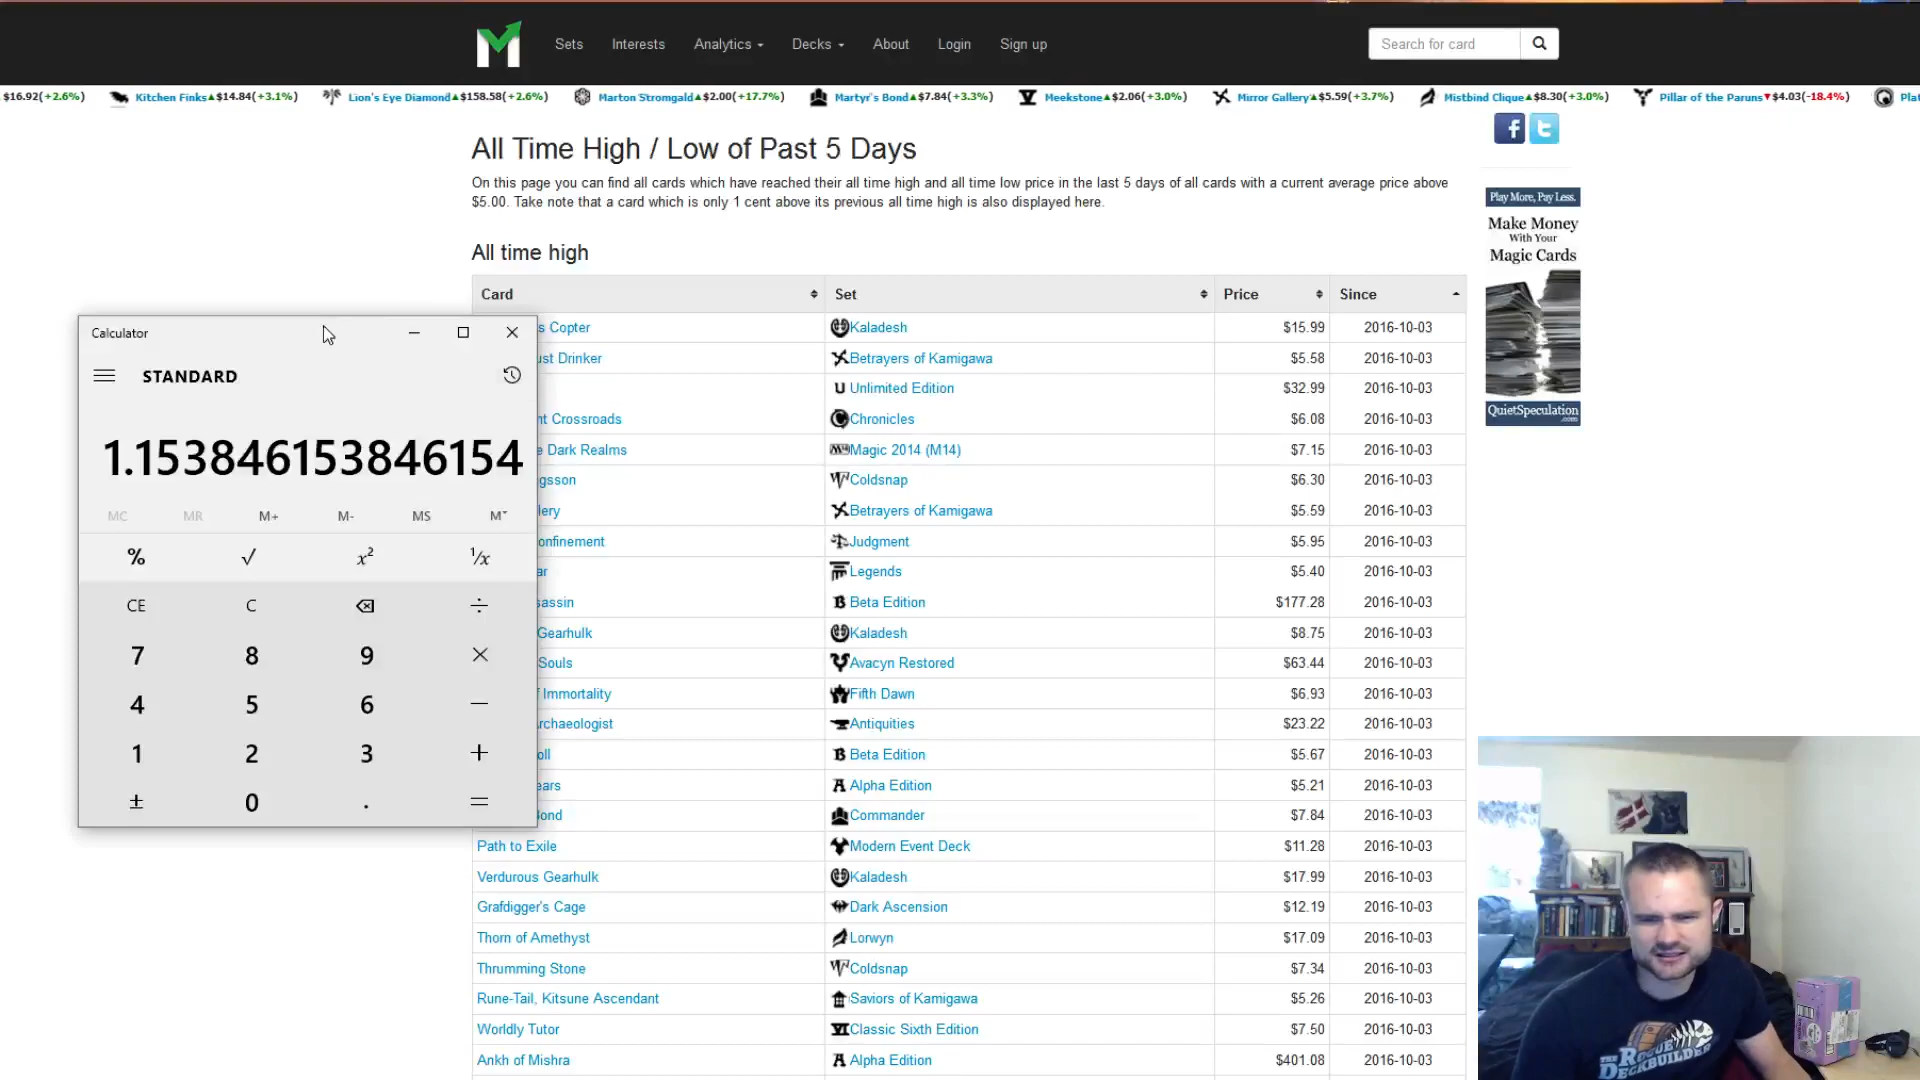 Sets Interests Analytics Decks About Login Sign up Search for card
$16.92(+2.6%) Kitchen Finks▲$14.84(+3.1%) Lion's Eye Diamond▲$158.58(+2.6%) Marton Stromgald▲$2.00(+17.7%) Martyr's Bond▲$7.84(+3.3%) Meekstone▲$2.06(+3.0%) Mirror Gallery▲$5.59(+3.7%) Mistbind Clique▲$8.30(+3.0%) Pillar of the Paruns▼$4.03(-18.4%) Plat
All Time High / Low of Past 5 Days
On this page you can find all cards which have reached their all time high and all time low price in the last 5 days of all cards with a current average price above
$5.00. Take note that a card which is only 1 cent above its previous all time high is also displayed here.
All time high
Card Set Price Since
s Copter Kaladesh $15.99 2016-10-03
ust Drinker Betrayers of Kamigawa $5.58 2016-10-03
Unlimited Edition $32.99 2016-10-03
nt Crossroads Chronicles $6.08 2016-10-03
e Dark Realms Magic 2014 (M14) $7.15 2016-10-03
gsson Coldsnap $6.30 2016-10-03
lery Betrayers of Kamigawa $5.59 2016-10-03
onfinement Judgment $5.95 2016-10-03
ar Legends $5.40 2016-10-03
sassin Beta Edition $177.28 2016-10-03
Gearhulk Kaladesh $8.75 2016-10-03
Souls Avacyn Restored $63.44 2016-10-03
f Immortality Fifth Dawn $6.93 2016-10-03
rchaeologist Antiquities $23.22 2016-10-03
oll Beta Edition $5.67 2016-10-03
ears Alpha Edition $5.21 2016-10-03
ond Commander $7.84 2016-10-03
Path to Exile Modern Event Deck $11.28 2016-10-03
Verdurous Gearhulk Kaladesh $17.99 2016-10-03
Grafdigger's Cage Dark Ascension $12.19 2016-10-03
Thorn of Amethyst Lorwyn $17.09 2016-10-03
Thrumming Stone Coldsnap $7.34 2016-10-03
Rune-Tail, Kitsune Ascendant Saviors of Kamigawa $5.26 2016-10-03
Worldly Tutor Classic Sixth Edition $7.50 2016-10-03
Ankh of Mishra Alpha Edition $401.08 2016-10-03
Calculator
STANDARD
1.153846153846154
MC MR M+ M- MS M˅
% √ x² ¹/x
CE C ⌫ ÷
7 8 9 ×
4 5 6 −
1 2 3 +
± 0 . =
Play More, Pay Less.
Make Money
With Your
Magic Cards
QuietSpeculation
.com
THE ROGUE
DECKBUILDER